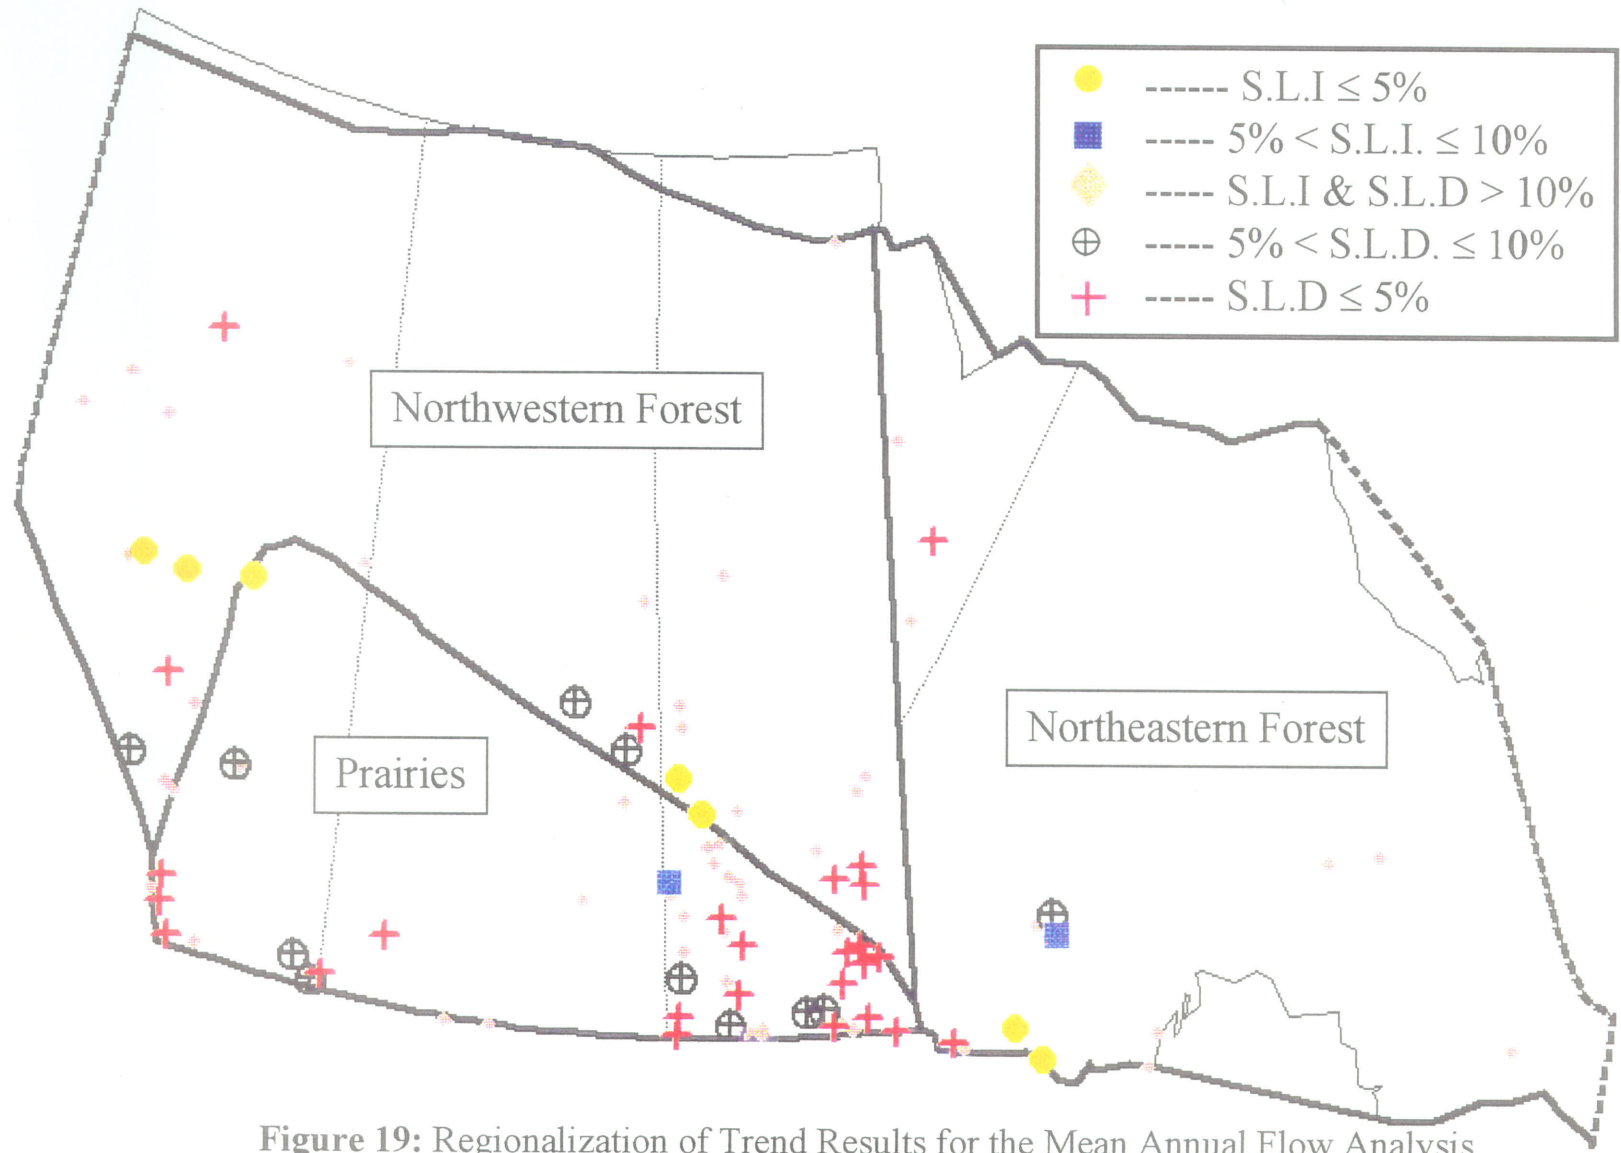 ------ S.L.I ≤ 5%
----- 5% < S.L.I. ≤ 10%
----- S.L.I & S.L.D > 10%
----- 5% < S.L.D. ≤ 10%
----- S.L.D ≤ 5%
Northwestern Forest
Northeastern Forest
Prairies
Figure 19: Regionalization of Trend Results for the Mean Annual Flow Analysis